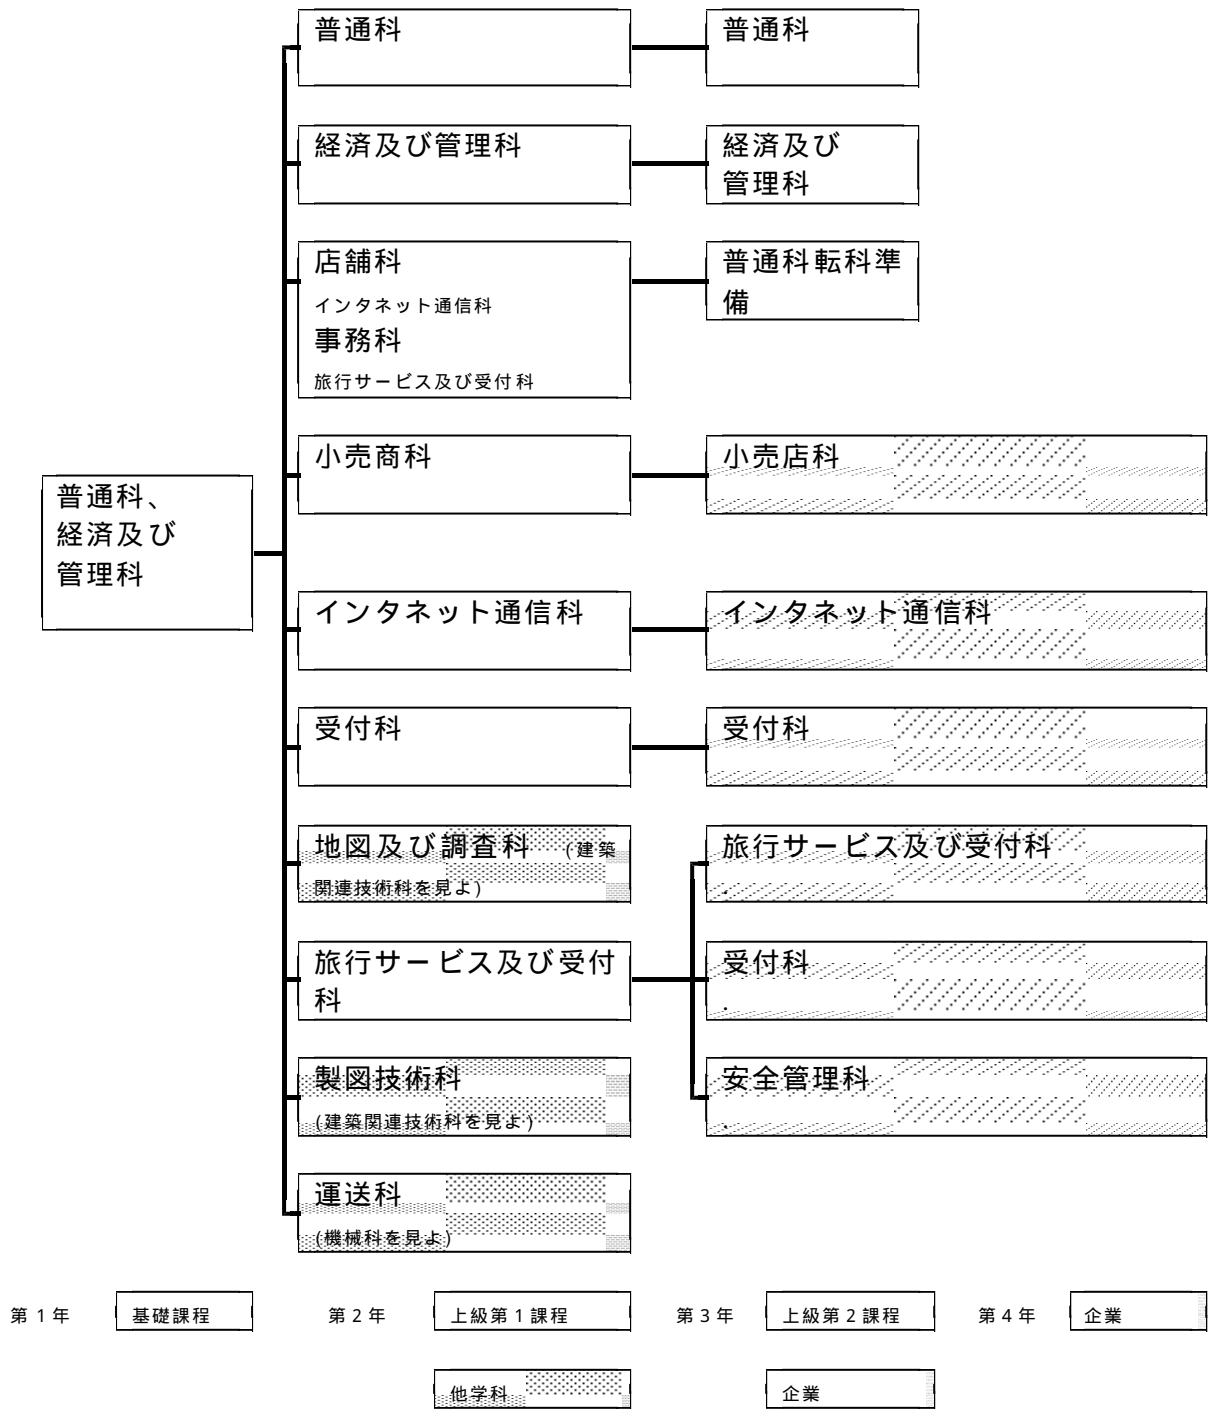 普通科
普通科
経済及び管理科
経済及び
管理科
店舗科
インタネット通信科
事務科
旅行サービス及び受付科
普通科転科準
備
小売商科
小売店科
普通科、
経済及び
管理科
インタネット通信科
インタネット通信科
受付科
受付科
地図及び調査科 (建築
関連技術科を見よ)
旅行サービス及び受付科
.
旅行サービス及び受付
科
受付科
.
製図技術科
(建築関連技術科を見よ)
安全管理科
.
運送科
(機械科を見よ)
第1年 基礎課程 第2年 上級第1課程 第3年 上級第2課程 第4年 企業
他学科 企業